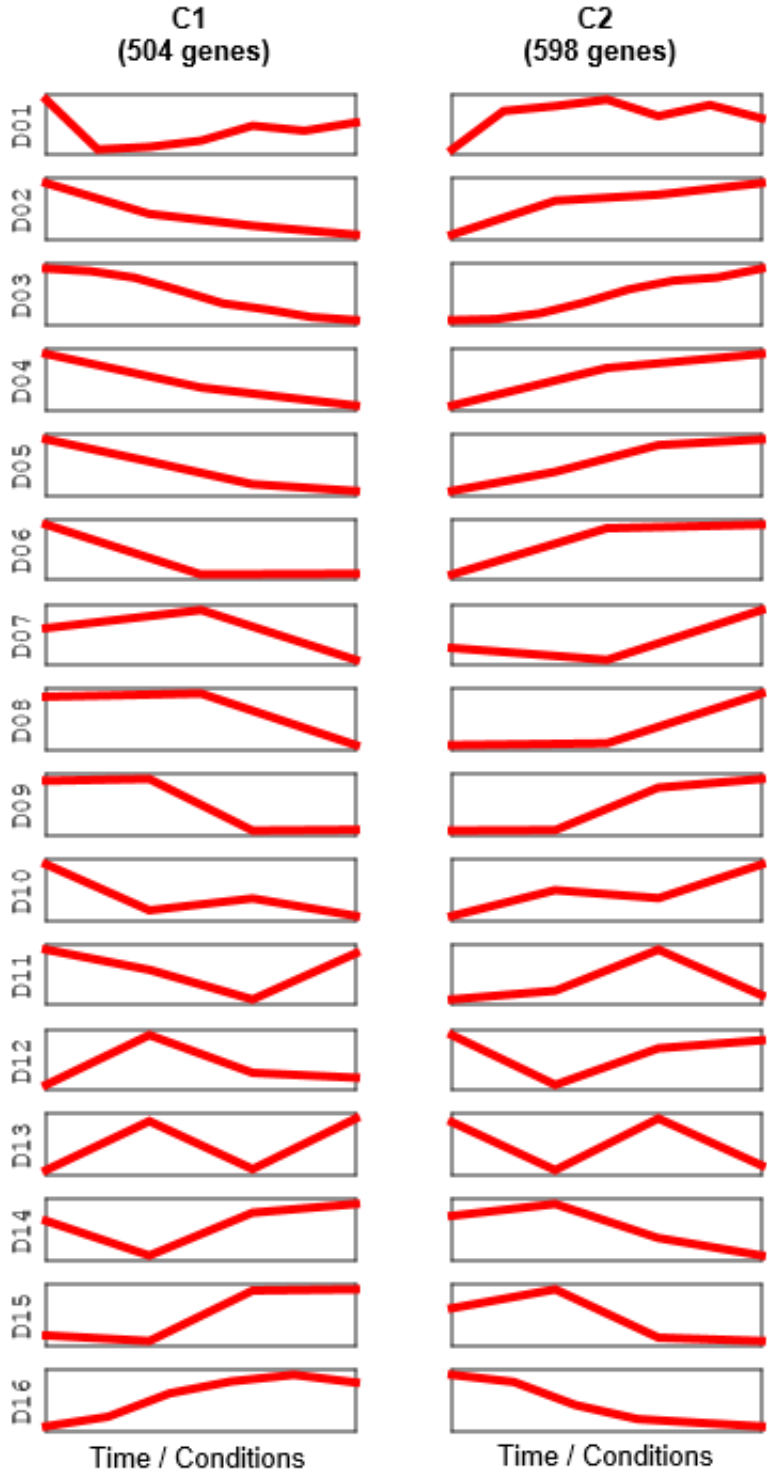 C1
(504 genes)
C2
(598 genes)
D01
D02
D03
D04
D05
D06
D07
D08
D09
D10
D11
D12
D13
D14
D15
D16
Time / Conditions
Time / Conditions